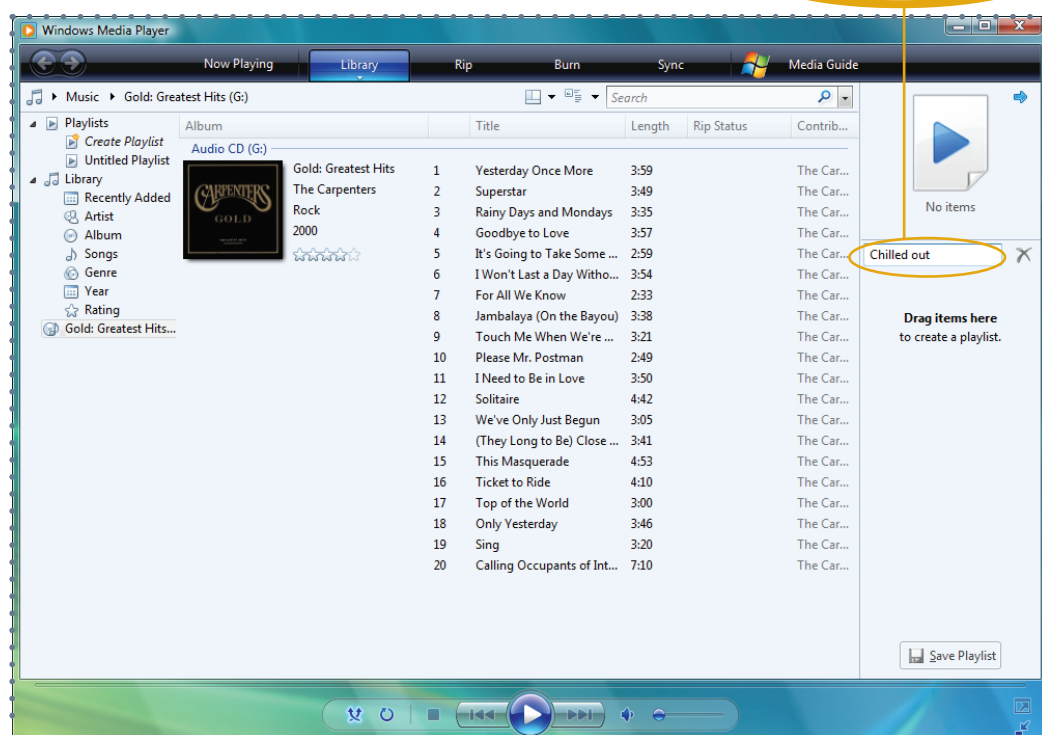 Windows Media Player
Now Playing Library Rip Burn Sync Media Guide
Music Gold: Greatest Hits (G:) Search
Playlists
Create Playlist
Untitled Playlist
Library
Recently Added
Artist
Album
Songs
Genre
Year
Rating
Gold: Greatest Hits...
Album Title Length Rip Status Contrib...
Audio CD (G:)
CARPENTERS
GOLD
Gold: Greatest Hits
The Carpenters
Rock
2000
1 Yesterday Once More 3:59 The Car...
2 Superstar 3:49 The Car...
3 Rainy Days and Mondays 3:35 The Car...
4 Goodbye to Love 3:57 The Car...
5 It's Going to Take Some ... 2:59 The Car...
6 I Won't Last a Day Witho... 3:54 The Car...
7 For All We Know 2:33 The Car...
8 Jambalaya (On the Bayou) 3:38 The Car...
9 Touch Me When We're ... 3:21 The Car...
10 Please Mr. Postman 2:49 The Car...
11 I Need to Be in Love 3:50 The Car...
12 Solitaire 4:42 The Car...
13 We've Only Just Begun 3:05 The Car...
14 (They Long to Be) Close ... 3:41 The Car...
15 This Masquerade 4:53 The Car...
16 Ticket to Ride 4:10 The Car...
17 Top of the World 3:00 The Car...
18 Only Yesterday 3:46 The Car...
19 Sing 3:20 The Car...
20 Calling Occupants of Int... 7:10 The Car...
No items
Chilled out
Drag items here
to create a playlist.
Save Playlist